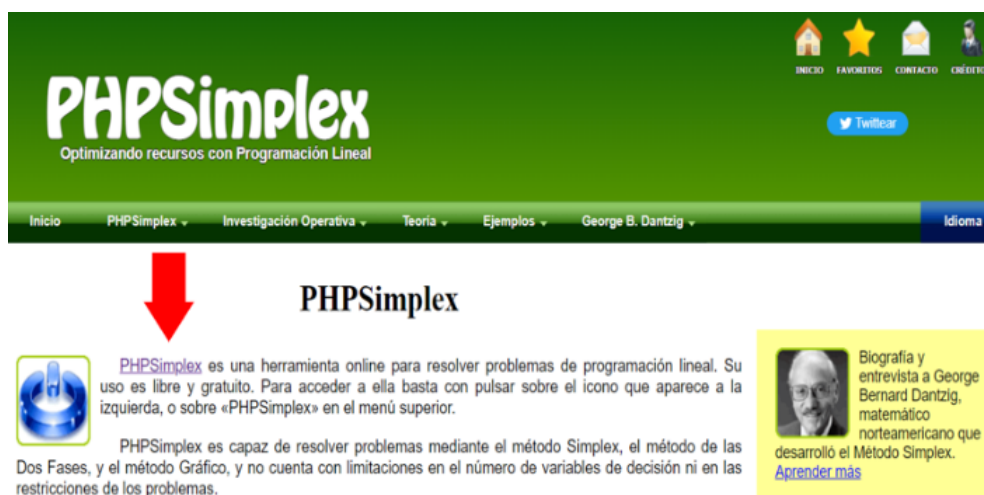 INICIO FAVORITOS CONTACTO CRÉDITO
PHPSimplex
Optimizando recursos con Programación Lineal
Twittear
Inicio PHPSimplex Investigación Operativa Teoría Ejemplos George B. Dantzig Idioma
PHPSimplex
PHPSimplex es una herramienta online para resolver problemas de programación lineal. Su
uso es libre y gratuito. Para acceder a ella basta con pulsar sobre el icono que aparece a la
izquierda, o sobre «PHPSimplex» en el menú superior.
PHPSimplex es capaz de resolver problemas mediante el método Simplex, el método de las
Dos Fases, y el método Gráfico, y no cuenta con limitaciones en el número de variables de decisión ni en las
restricciones de los problemas.
Biografía y
entrevista a George
Bernard Dantzig,
matemático
norteamericano que
desarrolló el Método Simplex.
Aprender más